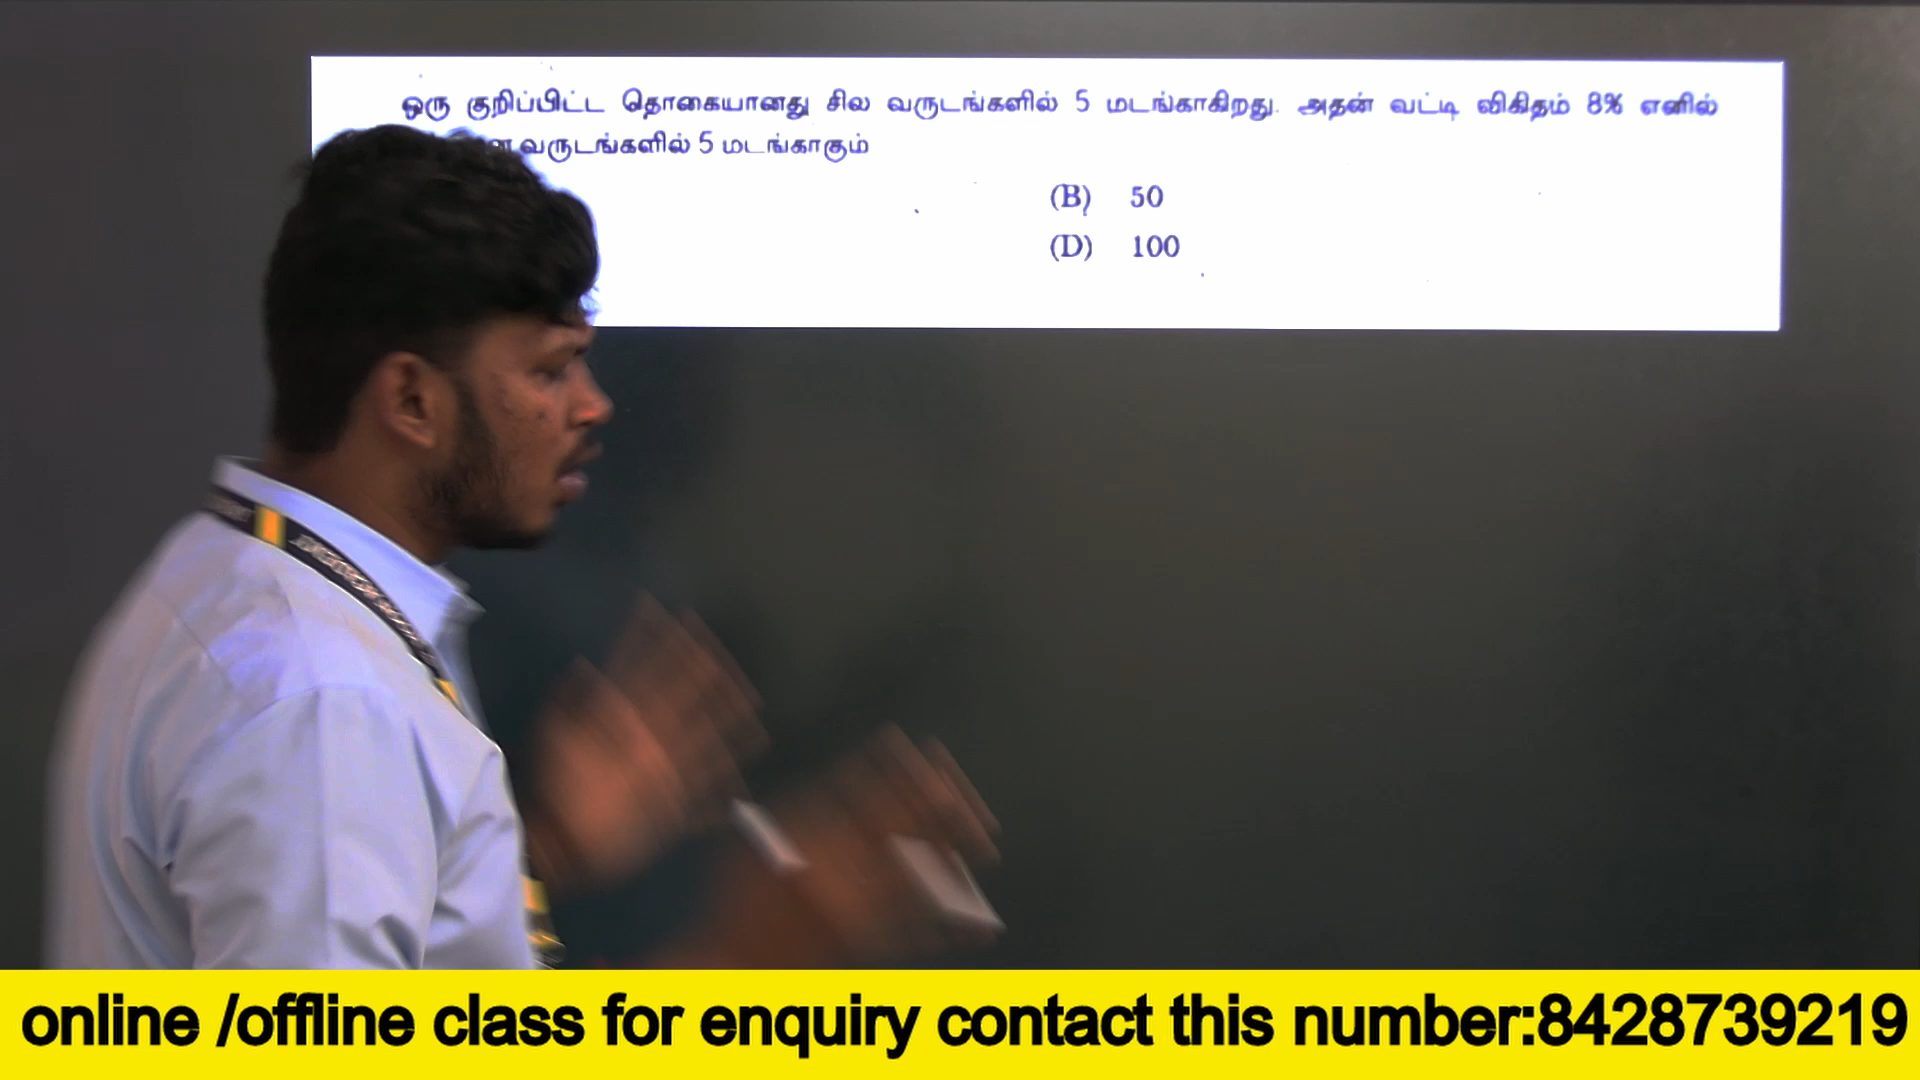 ஒரு குறிப்பிட்ட தொகையானது சில வருடங்களில் 5 மடங்காகிறது. அதன் வட்டி விகிதம் 8% எனில்
வருடங்களில் 5 மடங்காகும்
(B) 50
(D) 100
online /offline class for enquiry contact this number:8428739219